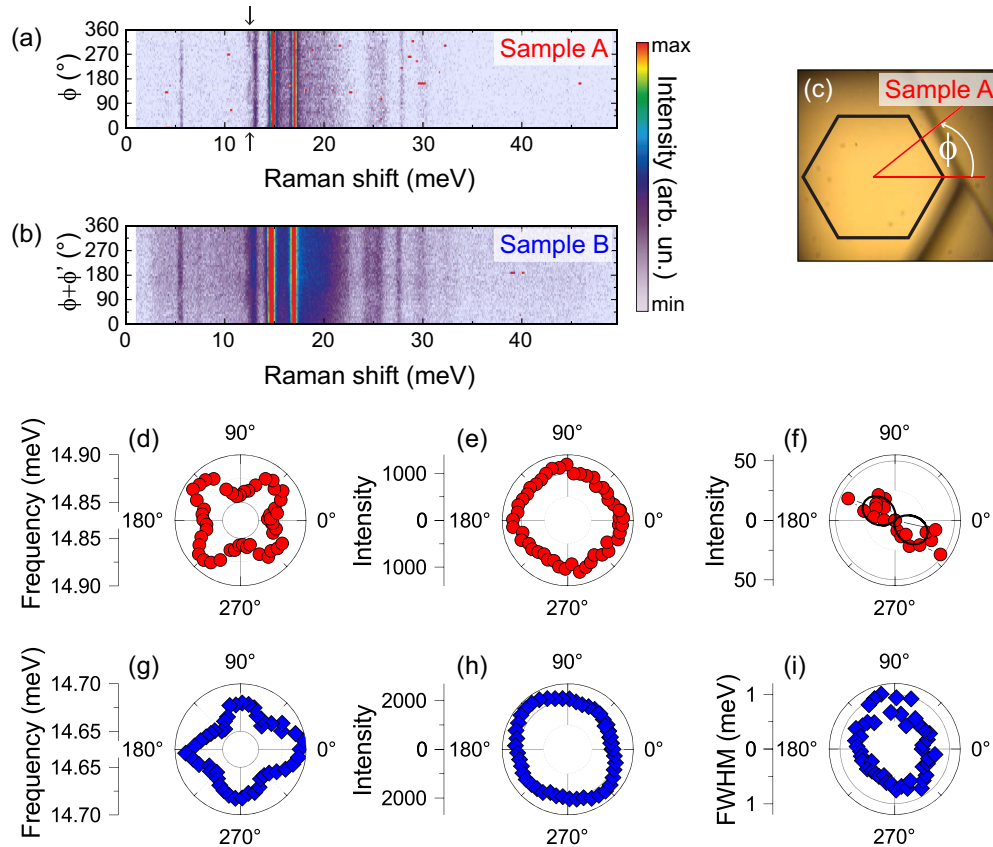 (a)
Sample A
ϕ (°)
360
270
180
90
0
0 10 20 30 40
Raman shift (meV)
(b)
Sample B
ϕ+ϕ' (°)
360
270
180
90
0
0 10 20 30 40
Raman shift (meV)
max
Intensity (arb. un.)
min
(c)
Sample A
ϕ
(d)
Frequency (meV)
14.90
14.85
14.85
14.90
90°
180°
0°
270°
(e)
Intensity
1000
0
1000
90°
180°
0°
270°
(f)
Intensity
50
0
50
90°
180°
0°
270°
(g)
Frequency (meV)
14.70
14.65
14.65
14.70
90°
180°
0°
270°
(h)
Intensity
2000
0
2000
90°
180°
0°
270°
(i)
FWHM (meV)
1
0
1
90°
180°
0°
270°